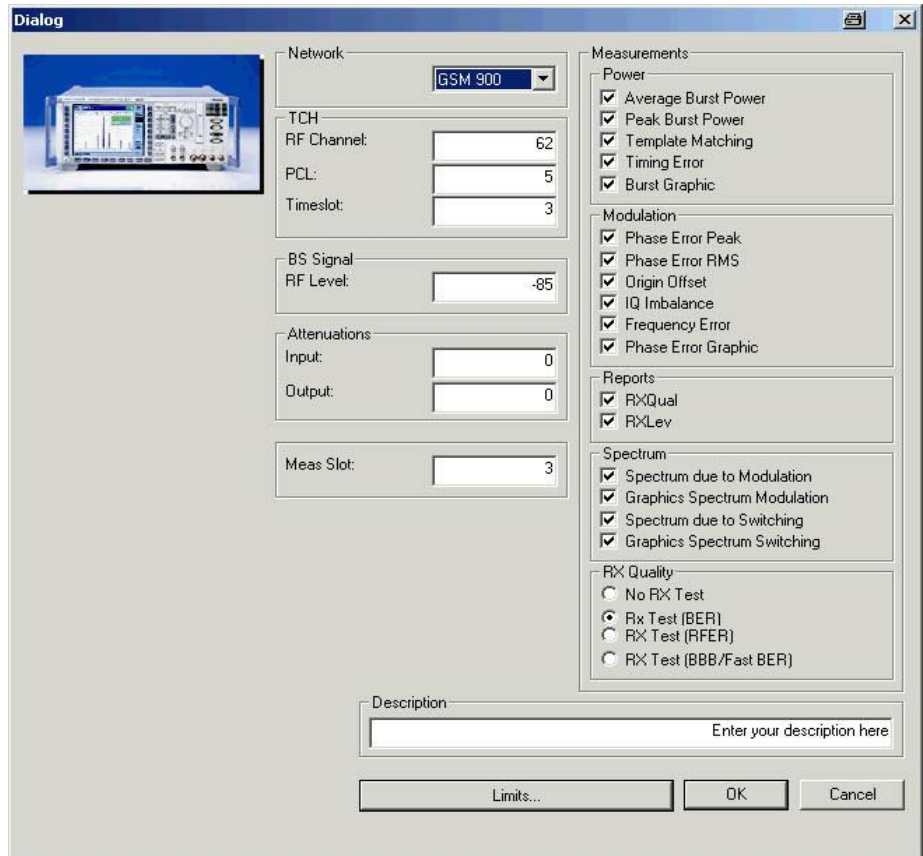 Dialog
Network
GSM 900
TCH
RF Channel:
62
PCL:
5
Timeslot:
3
BS Signal
RF Level:
-85
Attenuations
Input:
0
Output:
0
Meas Slot:
3
Measurements
Power
Average Burst Power
Peak Burst Power
Template Matching
Timing Error
Burst Graphic
Modulation
Phase Error Peak
Phase Error RMS
Origin Offset
IQ Imbalance
Frequency Error
Phase Error Graphic
Reports
RXQual
RXLev
Spectrum
Spectrum due to Modulation
Graphics Spectrum Modulation
Spectrum due to Switching
Graphics Spectrum Switching
RX Quality
No RX Test
Rx Test (BER)
RX Test (RFER)
RX Test (BBB/Fast BER)
Description
Enter your description here
Limits...
OK
Cancel